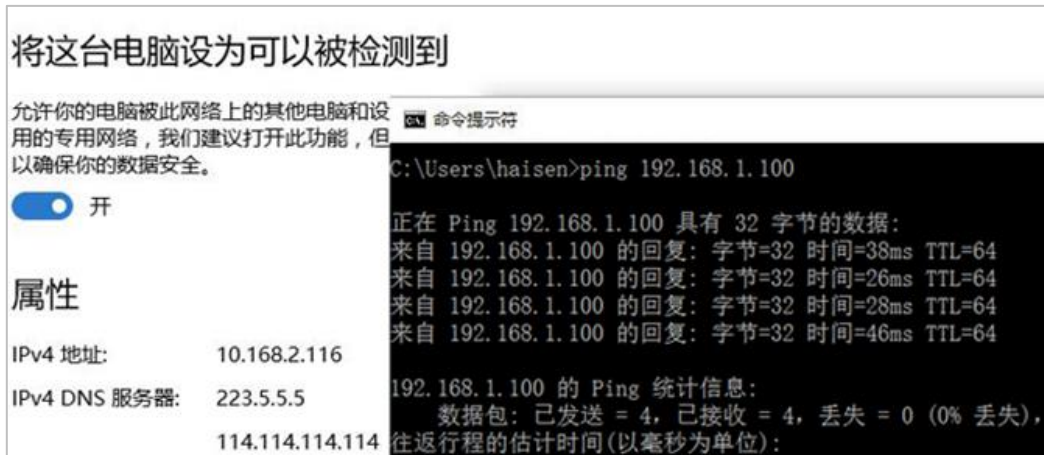 将这台电脑设为可以被检测到
允许你的电脑被此网络上的其他电脑和设
用的专用网络，我们建议打开此功能，但
以确保你的数据安全。
开
属性
IPv4 地址: 10.168.2.116
IPv4 DNS 服务器: 223.5.5.5
114.114.114.114
命令提示符
C:\Users\haisen>ping 192.168.1.100
正在 Ping 192.168.1.100 具有 32 字节的数据:
来自 192.168.1.100 的回复: 字节=32 时间=38ms TTL=64
来自 192.168.1.100 的回复: 字节=32 时间=26ms TTL=64
来自 192.168.1.100 的回复: 字节=32 时间=28ms TTL=64
来自 192.168.1.100 的回复: 字节=32 时间=46ms TTL=64
192.168.1.100 的 Ping 统计信息:
数据包: 已发送 = 4，已接收 = 4，丢失 = 0 (0% 丢失)，
往返行程的估计时间(以毫秒为单位):